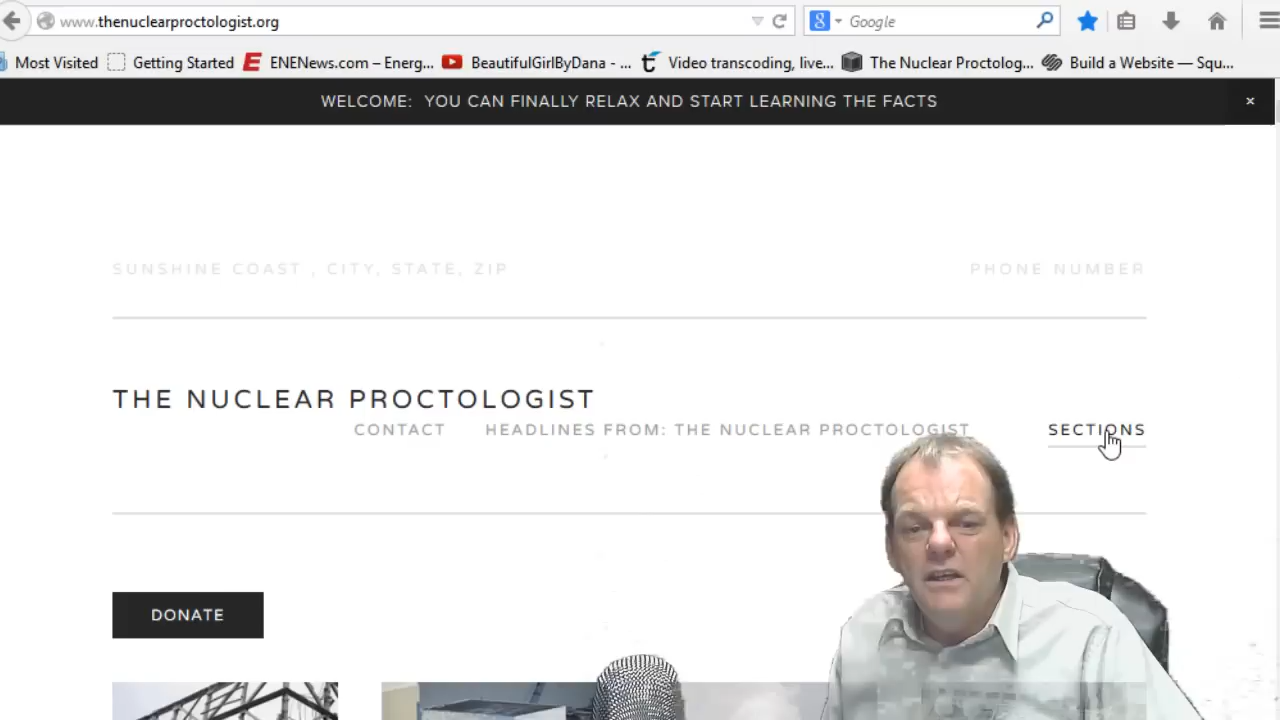 www.thenuclearproctologist.org
Google
Most Visited Getting Started ENENews.com – Energ... BeautifulGirlByDana - ... Video transcoding, live... The Nuclear Proctolog... Build a Website — Squ...
WELCOME: YOU CAN FINALLY RELAX AND START LEARNING THE FACTS
SUNSHINE COAST , CITY, STATE, ZIP
PHONE NUMBER
THE NUCLEAR PROCTOLOGIST
CONTACT HEADLINES FROM: THE NUCLEAR PROCTOLOGIST SECTIONS
DONATE